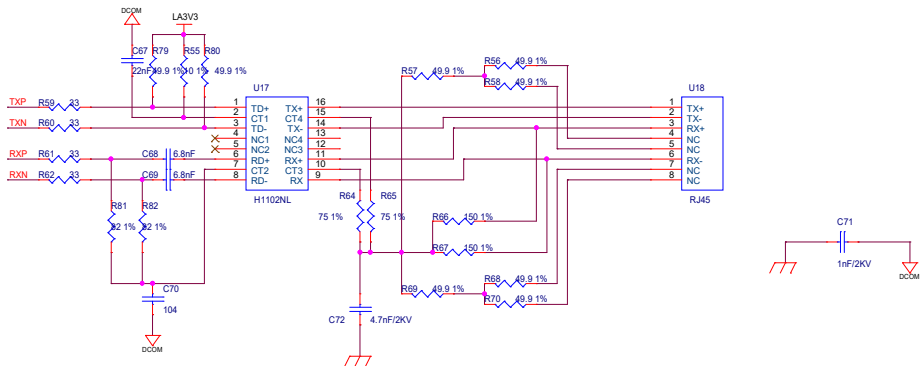 DCOM
LA3V3
C67
22nF
R79
49.9 1%
R55
10 1%
R80
49.9 1%
TXP
R59
33
TXN
R60
33
RXP
R61
33
RXN
R62
33
C68
6.8nF
C69
6.8nF
R81
82 1%
R82
82 1%
C70
104
DCOM
U17
1
TD+
TX+
16
2
CT1
CT4
15
3
TD-
TX-
14
4
NC1
NC4
13
5
NC2
NC3
12
6
RD+
RX+
11
7
CT2
CT3
10
8
RD-
RX
9
H1102NL
R64
75 1%
R65
75 1%
C72
4.7nF/2KV
R57
49.9 1%
R56
49.9 1%
R58
49.9 1%
R66
150 1%
R67
150 1%
R69
49.9 1%
R68
49.9 1%
R70
49.9 1%
U18
1
TX+
2
TX-
3
RX+
4
NC
5
NC
6
RX-
7
NC
8
NC
RJ45
C71
1nF/2KV
DCOM